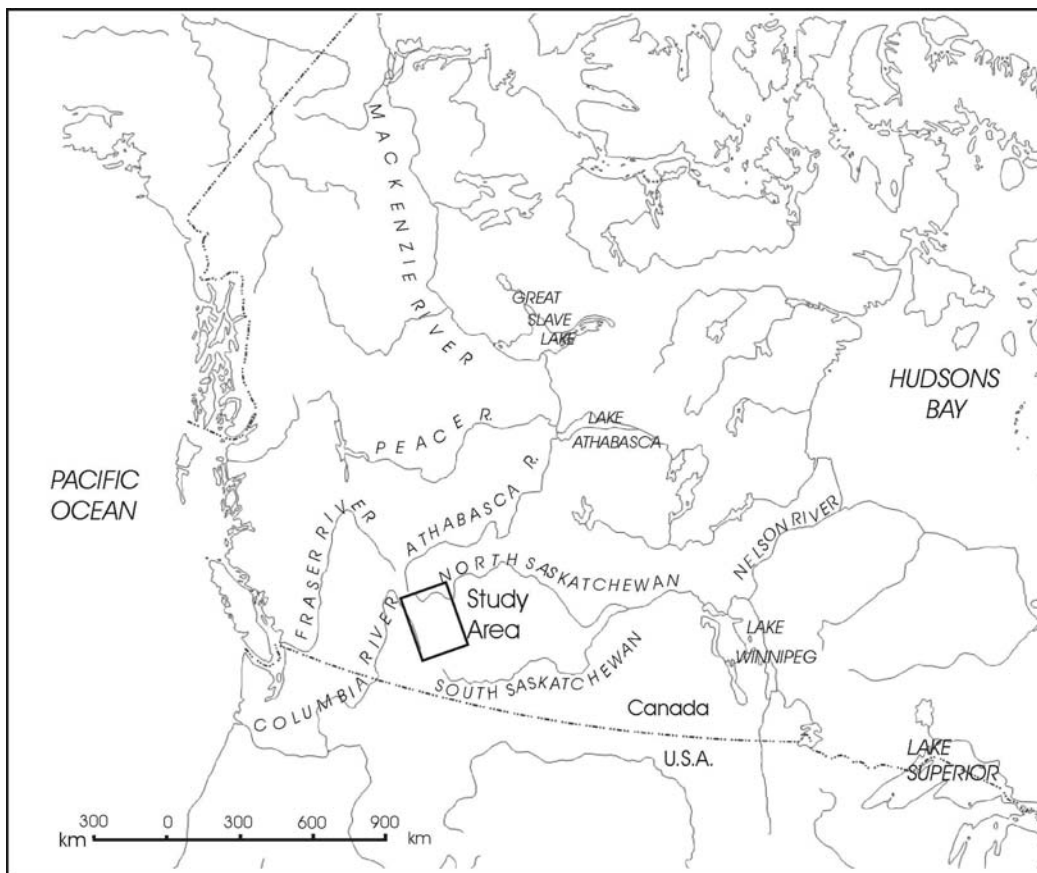 MACKENZIE RIVER
GREAT
SLAVE
LAKE
HUDSONS
BAY
PEACE R.
LAKE
ATHABASCA
PACIFIC
OCEAN
ATHABASCA R.
FRASER RIVER
NELSON RIVER
NORTH SASKATCHEWAN
Study
Area
LAKE
WINNIPEG
COLUMBIA RIVER
SOUTH SASKATCHEWAN
Canada
U.S.A.
LAKE
SUPERIOR
300 0 300 600 900
km km